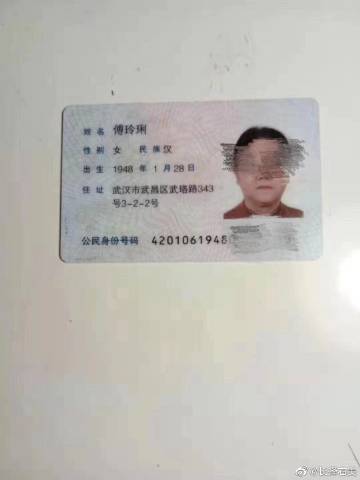 姓名 傅玲琍
性别 女 民族 汉
出生 1948 年 1 月 28 日
住址 武汉市武昌区武珞路343
号3-2-2号
公民身份号码 4201061948